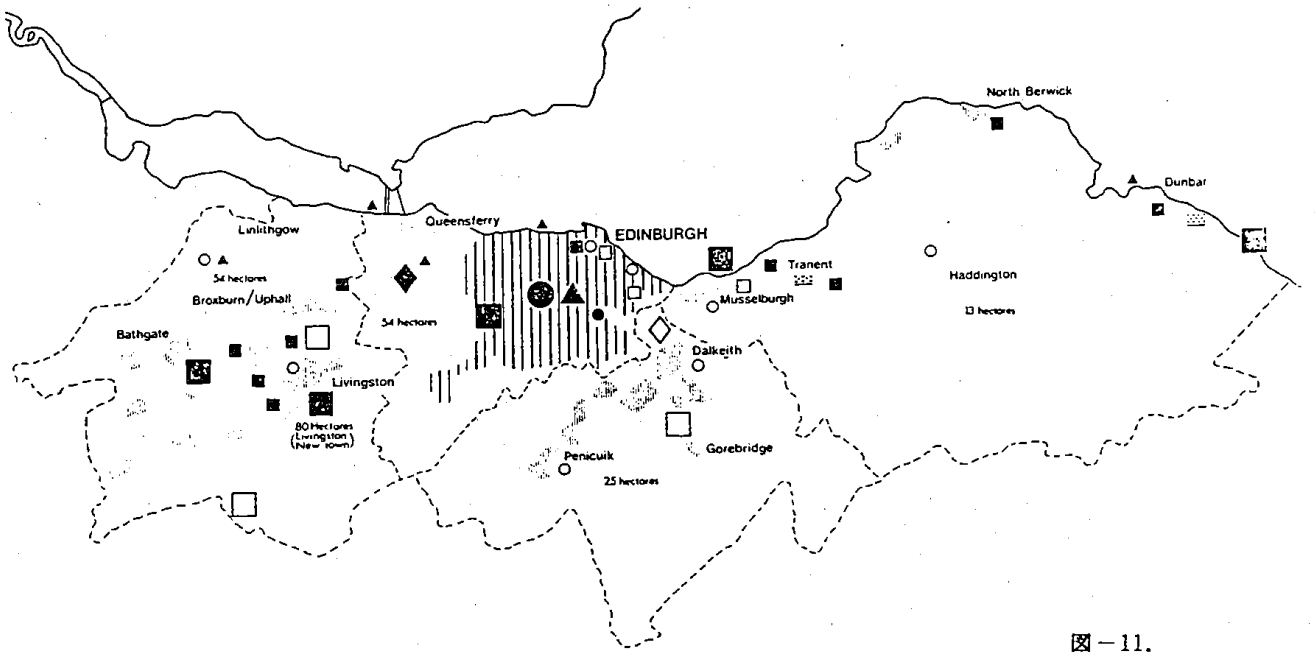 North Berwick
Dunbar
Queensferry
EDINBURGH
Linlithgow
54 hectares
Broxburn/Uphall
Tranent
Haddington
Musselburgh
54 hectares
13 hectares
Bathgate
Dalkeith
Livingston
80 Hectares
(Livingston
New Town)
Gorebridge
Penicuik
25 hectares
図－11.